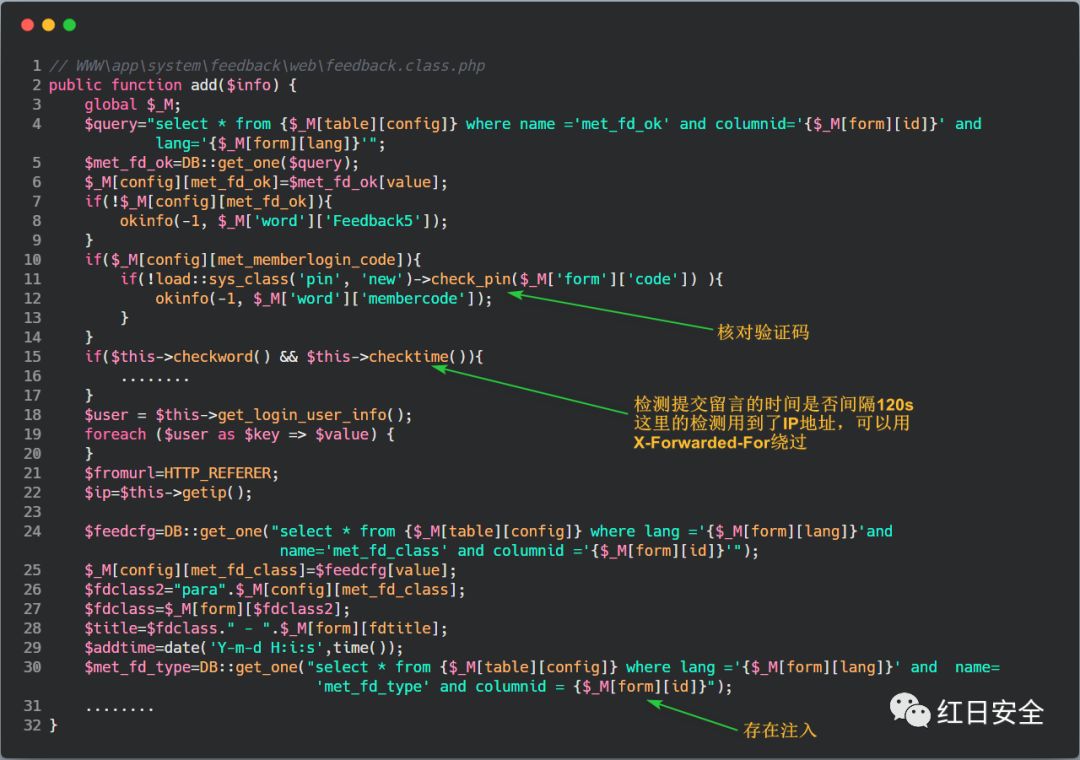 1 // WWW\app\system\feedback\web\feedback.class.php
2 public function add($info) {
3 global $_M;
4 $query="select * from {$_M[table][config]} where name ='met_fd_ok' and columnid='{$_M[form][id]}' and
lang='{$_M[form][lang]}'";
5 $met_fd_ok=DB::get_one($query);
6 $_M[config][met_fd_ok]=$met_fd_ok[value];
7 if(!$_M[config][met_fd_ok]){
8 okinfo(-1, $_M['word']['Feedback5']);
9 }
10 if($_M[config][met_memberlogin_code]){
11 if(!load::sys_class('pin', 'new')->check_pin($_M['form']['code']) ){
12 okinfo(-1, $_M['word']['membercode']);
13 }
核对验证码
14 }
15 if($this->checkword() && $this->checktime()){
16 ........
17 }
检测提交留言的时间是否间隔120s
这里的检测用到了IP地址，可以用
X-Forwarded-For绕过
18 $user = $this->get_login_user_info();
19 foreach ($user as $key => $value) {
20 }
21 $fromurl=HTTP_REFERER;
22 $ip=$this->getip();
23
24 $feedcfg=DB::get_one("select * from {$_M[table][config]} where lang ='{$_M[form][lang]}'and
name='met_fd_class' and columnid ='{$_M[form][id]}'");
25 $_M[config][met_fd_class]=$feedcfg[value];
26 $fdclass2="para".$_M[config][met_fd_class];
27 $fdclass=$_M[form][$fdclass2];
28 $title=$fdclass." - ".$_M[form][fdtitle];
29 $addtime=date('Y-m-d H:i:s',time());
30 $met_fd_type=DB::get_one("select * from {$_M[table][config]} where lang ='{$_M[form][lang]}' and name=
'met_fd_type' and columnid = {$_M[form][id]}");
31 ........
32 }
存在注入
红日安全